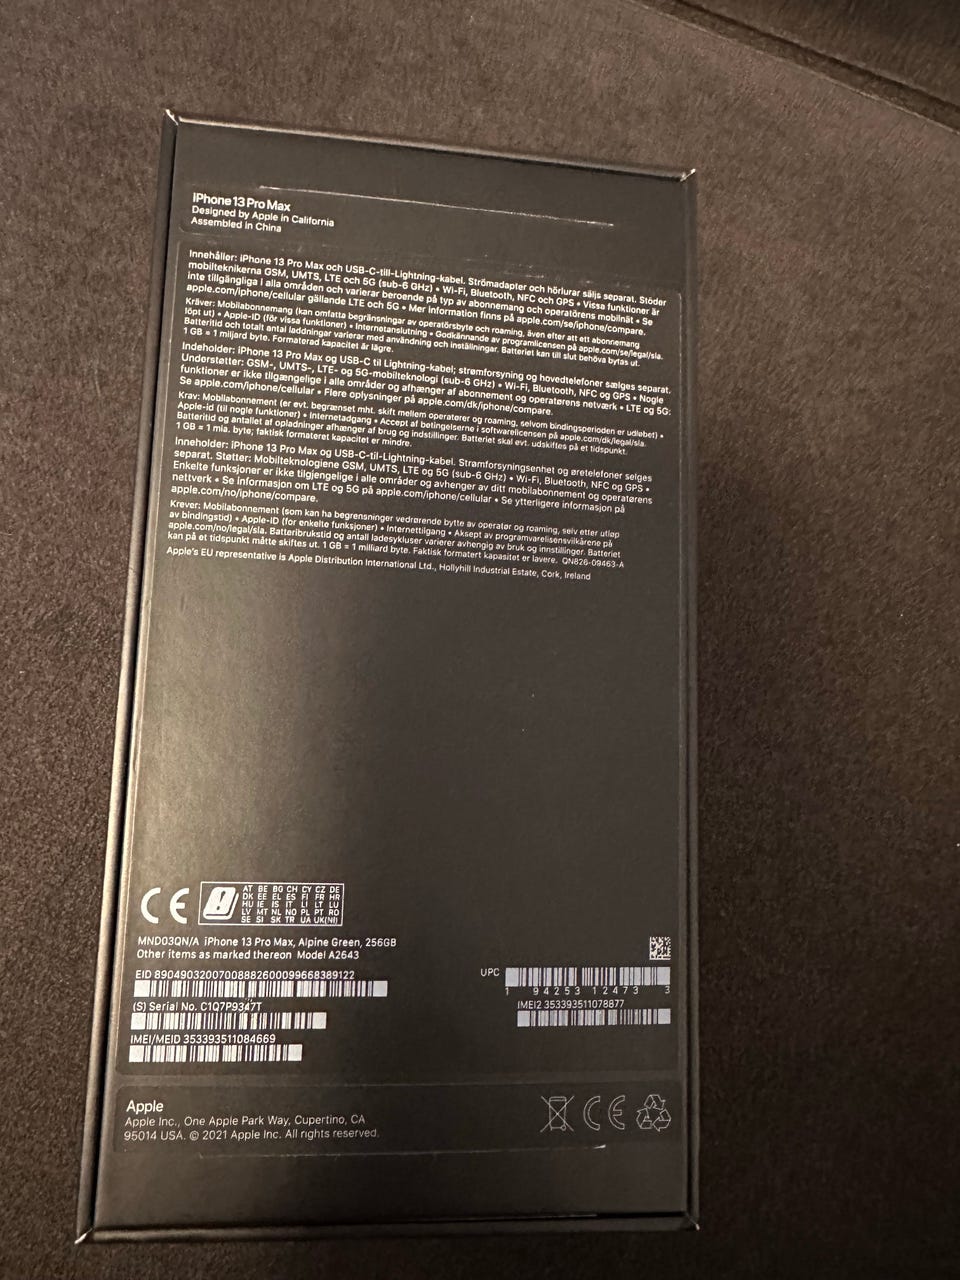 iPhone 13 Pro Max
Designed by Apple in California
Assembled in China
Innehåller: iPhone 13 Pro Max och USB-C-till-Lightning-kabel. Strömadapter och hörlurar säljs separat. Stöder
mobilteknikerna GSM, UMTS, LTE och 5G (sub-6 GHz) • Wi-Fi, Bluetooth, NFC och GPS • Vissa funktioner är
inte tillgängliga i alla områden och varierar beroende på typ av abonnemang och operatörens mobilnät • Se
apple.com/iphone/cellular gällande LTE och 5G • Mer information finns på apple.com/se/iphone/compare.
Kräver: Mobilabonnemang (kan omfatta begränsningar av operatörsbyte och roaming, även efter att ett abonnemang
löpt ut) • Apple-ID (för vissa funktioner) • Internetanslutning • Godkännande av programlicensen på apple.com/se/legal/sla.
Batteritid och totalt antal laddningar varierar med användning och inställningar. Batteriet kan till slut behöva bytas ut.
1 GB = 1 miljard byte. Formaterad kapacitet är lägre.
Indeholder: iPhone 13 Pro Max og USB-C til Lightning-kabel; strømforsyning og hovedtelefoner sælges separat.
Understøtter: GSM-, UMTS-, LTE- og 5G-mobilteknologi (sub-6 GHz) • Wi-Fi, Bluetooth, NFC og GPS • Nogle
funktioner er ikke tilgængelige i alle områder og afhænger af abonnement og operatørens netværk • LTE og 5G:
Se apple.com/iphone/cellular • Flere oplysninger på apple.com/dk/iphone/compare.
Krav: Mobilabonnement (er evt. begrænset mht. skift mellem operatører og roaming, selvom bindingsperioden er udløbet) •
Apple-id (til nogle funktioner) • Internetadgang • Accept af betingelserne i softwarelicensen på apple.com/dk/legal/sla.
Batteritid og antallet af opladninger afhænger af brug og indstillinger. Batteriet skal evt. udskiftes på et tidspunkt.
1 GB = 1 mia. byte; faktisk formateret kapacitet er mindre.
Inneholder: iPhone 13 Pro Max og USB-C-til-Lightning-kabel. Strømforsyningsenhet og øretelefoner selges
separat. Støtter: Mobilteknologiene GSM, UMTS, LTE og 5G (sub-6 GHz) • Wi-Fi, Bluetooth, NFC og GPS •
Enkelte funksjoner er ikke tilgjengelige i alle områder og avhenger av ditt mobilabonnement og operatørens
nettverk • Se informasjon om LTE og 5G på apple.com/iphone/cellular • Se ytterligere informasjon på
apple.com/no/iphone/compare.
Krever: Mobilabonnement (som kan ha begrensninger vedrørende bytte av operatør og roaming, selv etter utløp
av bindingstid) • Apple-ID (for enkelte funksjoner) • Internettilgang • Aksept av programvarelisensvilkårene på
apple.com/no/legal/sla. Batteribrukstid og antall ladesykluser varierer avhengig av bruk og innstillinger. Batteriet
kan på et tidspunkt måtte skiftes ut. 1 GB = 1 milliard byte. Faktisk formatert kapasitet er lavere. QN826-09463-A
Apple's EU representative is Apple Distribution International Ltd., Hollyhill Industrial Estate, Cork, Ireland
CE
AT BE BG CH CY CZ DE
DK EE EL ES FI FR HR
HU IE IS IT LI LT LU
LV MT NL NO PL PT RO
SE SI SK TR UA UK(NI)
MND03QN/A iPhone 13 Pro Max, Alpine Green, 256GB
Other items as marked thereon Model A2643
EID 89049032007008882600099668389122
UPC
1 94253 12473 3
(S) Serial No. C1Q7P9347T
IMEI2 353393511078877
IMEI/MEID 353393511084669
Apple
Apple Inc., One Apple Park Way, Cupertino, CA
95014 USA. © 2021 Apple Inc. All rights reserved.
CE